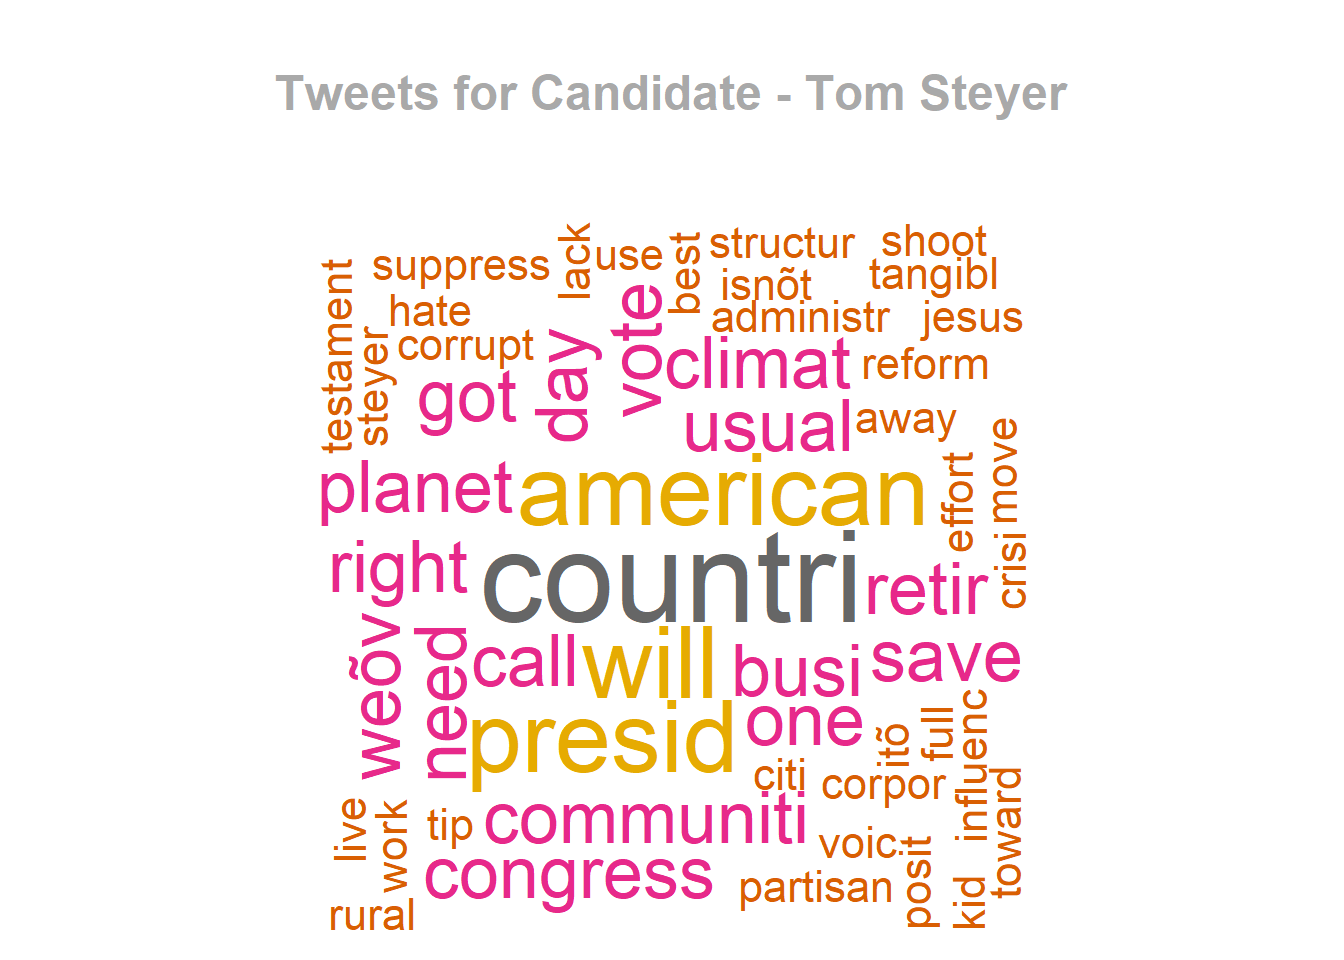 Tweets for Candidate - Tom Steyer
lack
use
best
structur
shoot
suppress
isnõt
tangibl
testament
hate
administr
jesus
steyer
corrupt
day
vote
climat
reform
got
usual
away
planet
american
effort
move
right
countri
retir
crisi
weõv
need
call
will
busi
save
presid
one
itõ
full
influenc
citi
corpor
toward
live
work
tip
communiti
voic
posit
congress
partisan
kid
rural